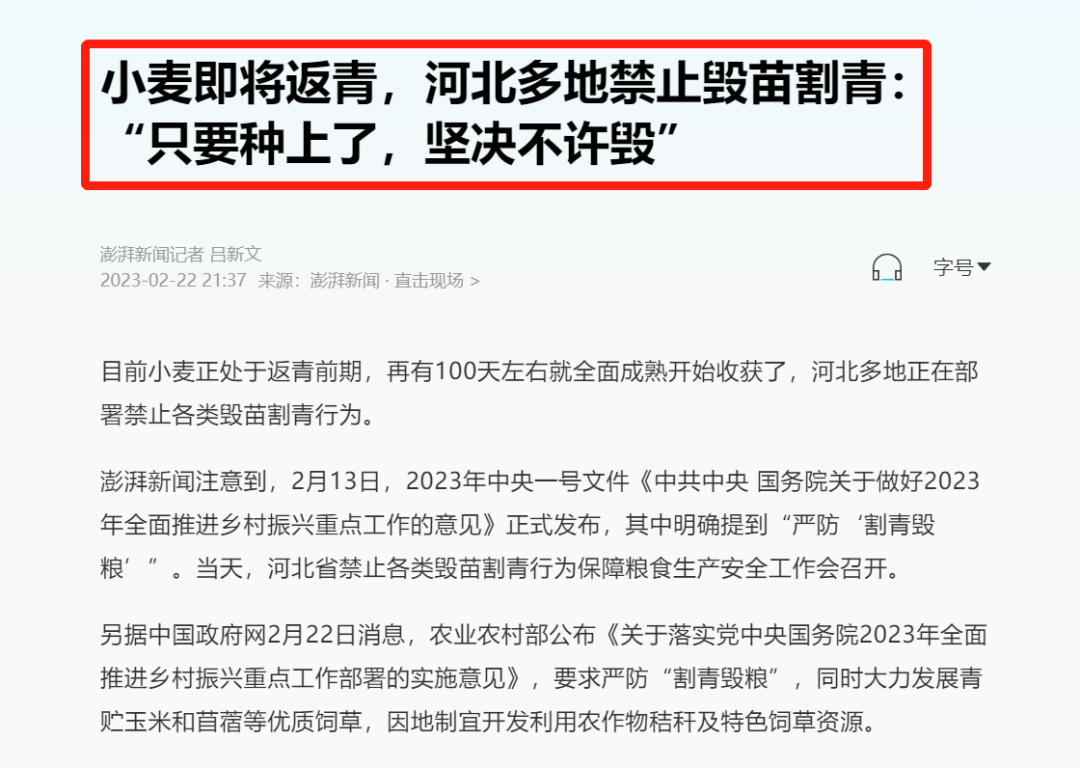 小麦即将返青，河北多地禁止毁苗割青：
“只要种上了，坚决不许毁”
澎湃新闻记者 吕新文
2023-02-22 21:37 来源：澎湃新闻 · 直击现场 >
字号
目前小麦正处于返青前期，再有100天左右就全面成熟开始收获了，河北多地正在部
署禁止各类毁苗割青行为。
澎湃新闻注意到，2月13日，2023年中央一号文件《中共中央 国务院关于做好2023
年全面推进乡村振兴重点工作的意见》正式发布，其中明确提到“严防‘割青毁
粮’”。当天，河北省禁止各类毁苗割青行为保障粮食生产安全工作会召开。
另据中国政府网2月22日消息，农业农村部公布《关于落实党中央国务院2023年全面
推进乡村振兴重点工作部署的实施意见》，要求严防“割青毁粮”，同时大力发展青
贮玉米和苜蓿等优质饲草，因地制宜开发利用农作物秸秆及特色饲草资源。